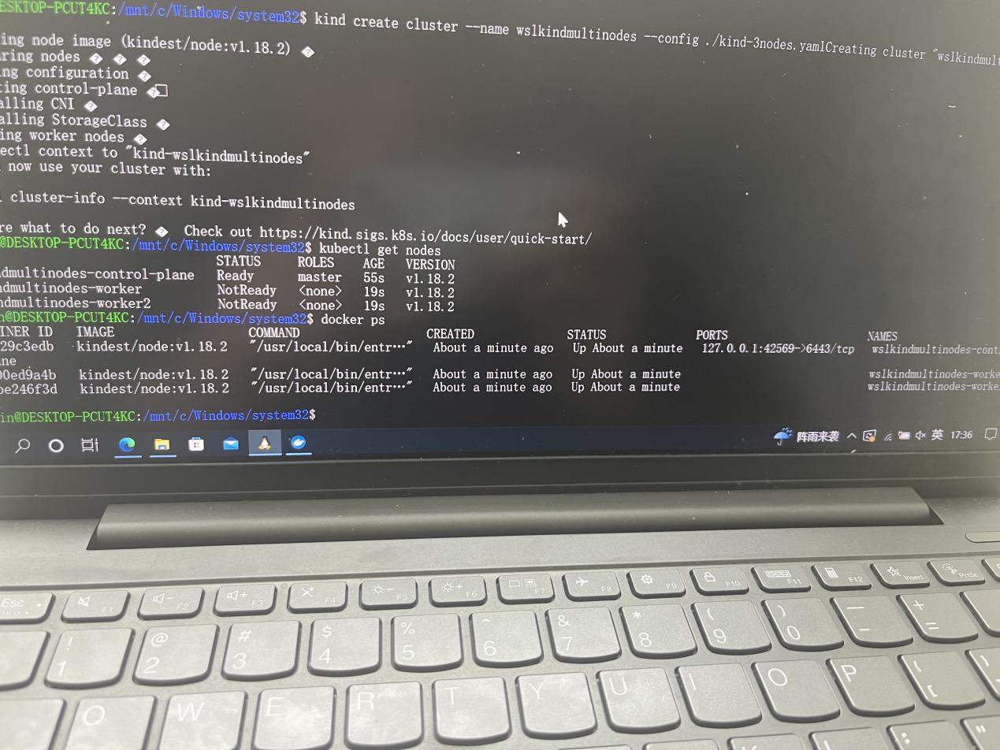 ESKTOP-PCUT4KC:/mnt/c/Windows/system32$ kind create cluster --name wslkindmultinodes --config ./kind-3nodes.yamlCreating cluster "wslkindmult
ing node image (kindest/node:v1.18.2) �
ring nodes � � �
ng configuration �
ting control-plane �
alling CNI �
alling StorageClass �
ing worker nodes �
ectl context to "kind-wslkindmultinodes"
now use your cluster with:
cluster-info --context kind-wslkindmultinodes
re what to do next? � Check out https://kind.sigs.k8s.io/docs/user/quick-start/
@DESKTOP-PCUT4KC:/mnt/c/Windows/system32$ kubectl get nodes
STATUS ROLES AGE VERSION
dmultinodes-control-plane Ready master 55s v1.18.2
ndmultinodes-worker NotReady <none> 19s v1.18.2
ndmultinodes-worker2 NotReady <none> 19s v1.18.2
n@DESKTOP-PCUT4KC:/mnt/c/Windows/system32$ docker ps
INER ID IMAGE COMMAND CREATED STATUS PORTS NAMES
29c3edb kindest/node:v1.18.2 "/usr/local/bin/entr…" About a minute ago Up About a minute 127.0.0.1:42569->6443/tcp wslkindmultinodes-cont
ne
00ed9a4b kindest/node:v1.18.2 "/usr/local/bin/entr…" About a minute ago Up About a minute wslkindmultinodes-worke
be246f3d kindest/node:v1.18.2 "/usr/local/bin/entr…" About a minute ago Up About a minute wslkindmultinodes-worke
in@DESKTOP-PCUT4KC:/mnt/c/Windows/system32$
阵雨来袭 英 17:36
Esc F1 F2 F3 F4 F5 F6 F7 F8 F9 F10 F11 F12 Insert PrtSc
! @ # $ % ^ & * ( ) — +
1 2 3 4 5 6 7 8 9 0 - =
Q W E R T Y U I O P { [